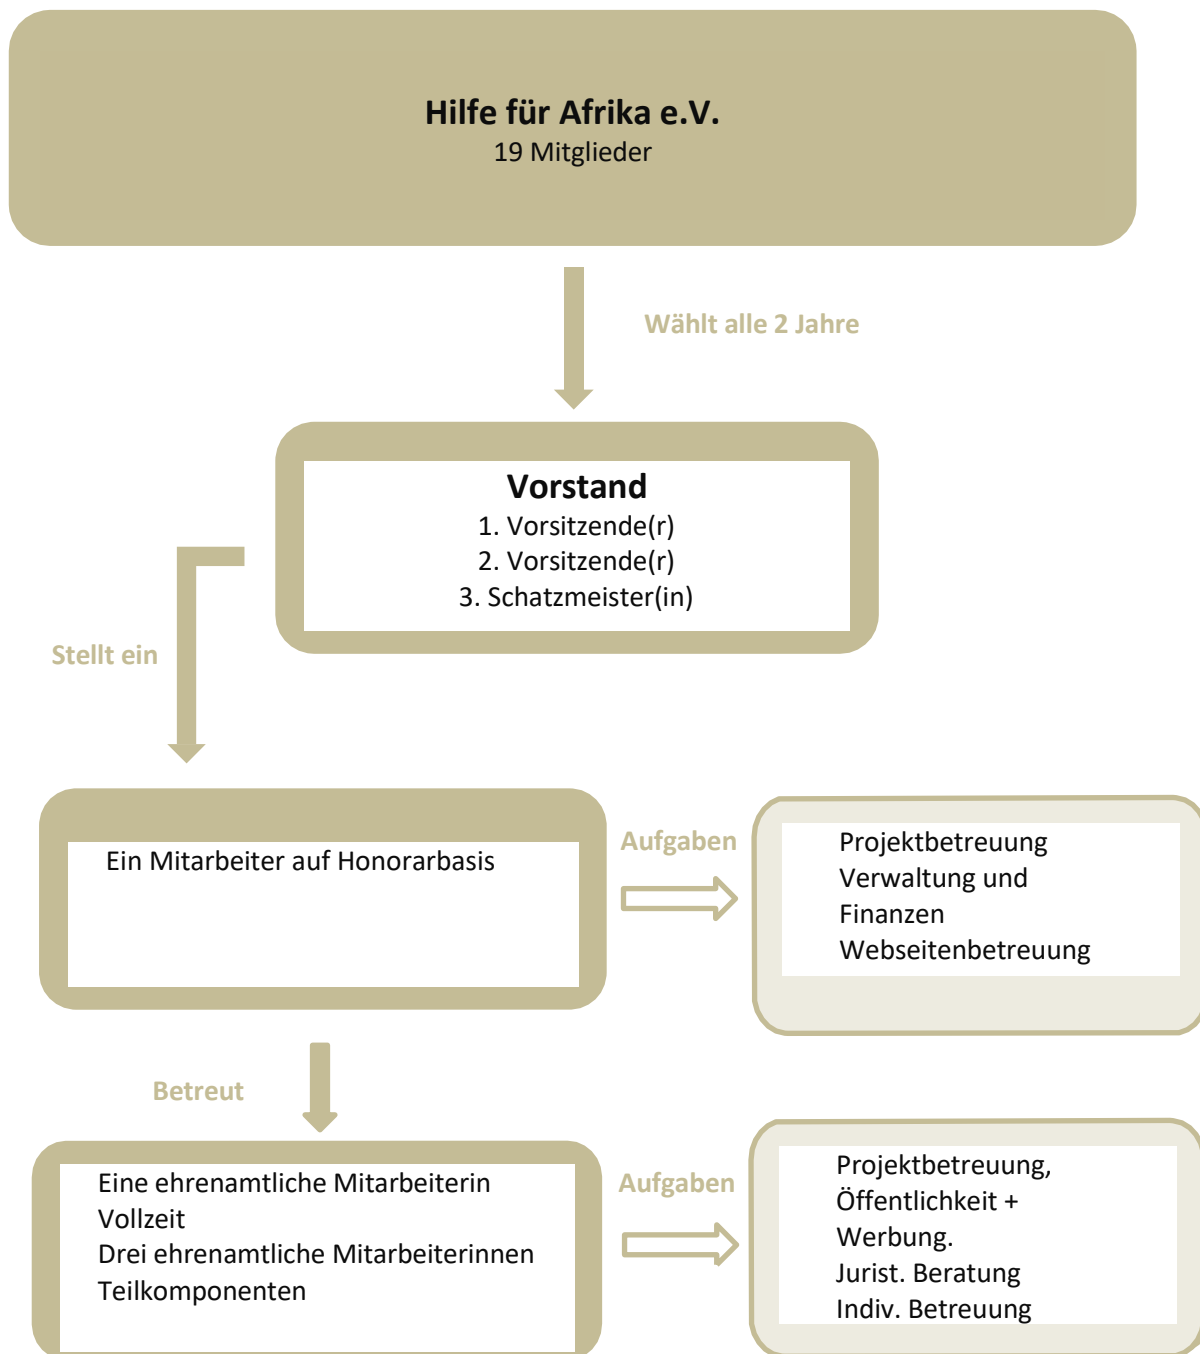 Hilfe für Afrika e.V.
19 Mitglieder
Wählt alle 2 Jahre
Vorstand
1. Vorsitzende(r)
2. Vorsitzende(r)
3. Schatzmeister(in)
Stellt ein
Ein Mitarbeiter auf Honorarbasis
Aufgaben
Projektbetreuung
Verwaltung und
Finanzen
Webseitenbetreuung
Betreut
Eine ehrenamtliche Mitarbeiterin
Vollzeit
Drei ehrenamtliche Mitarbeiterinnen
Teilkomponenten
Aufgaben
Projektbetreuung,
Öffentlichkeit +
Werbung.
Jurist. Beratung
Indiv. Betreuung